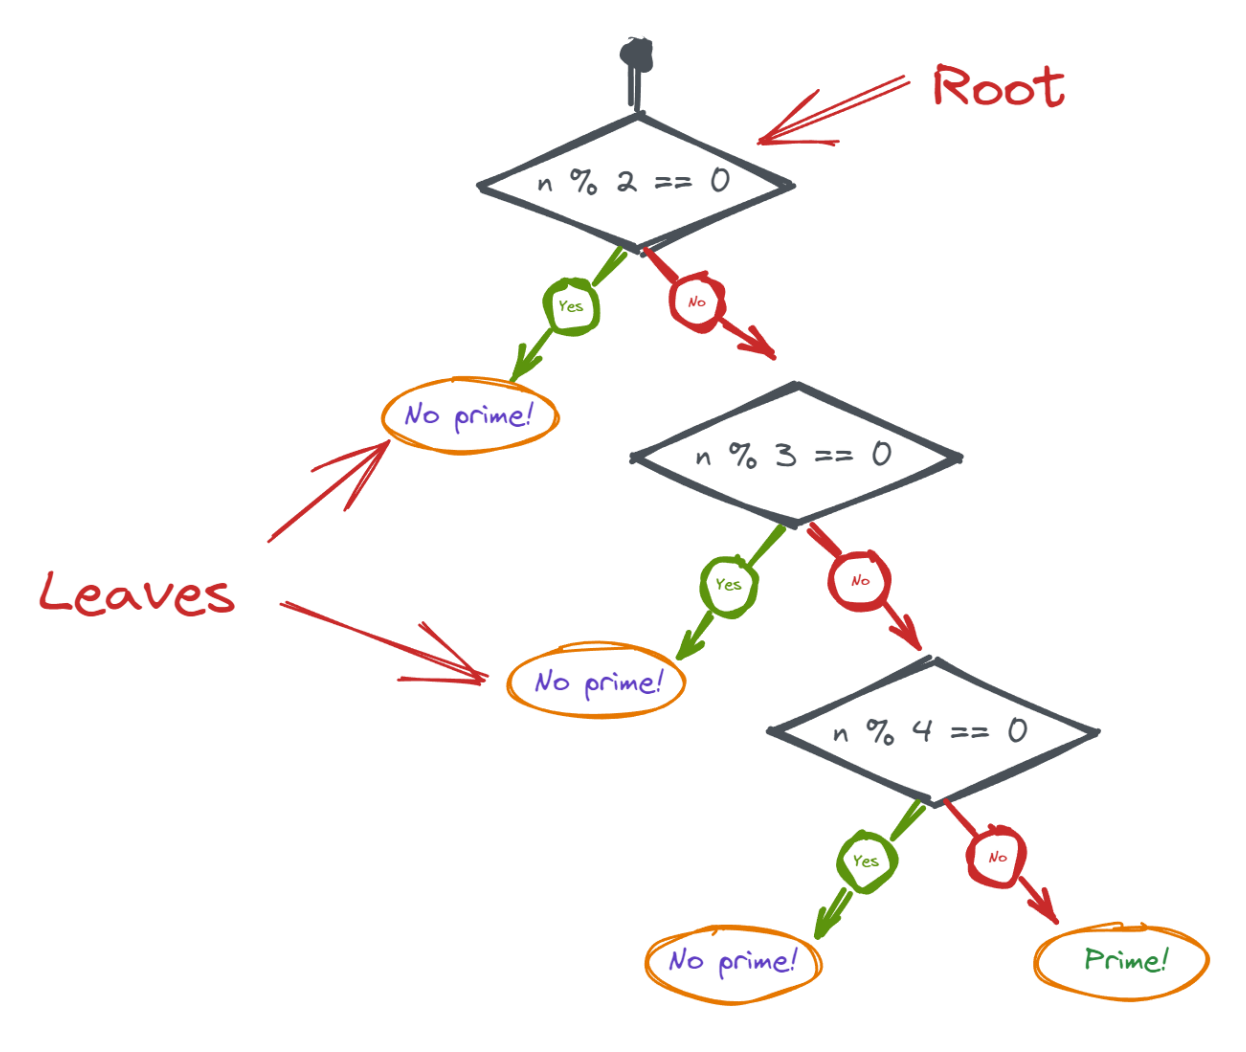 Root
n % 2 == 0
Yes
No
No prime!
n % 3 == 0
Yes
No
Leaves
No prime!
n % 4 == 0
Yes
No
No prime!
Prime!